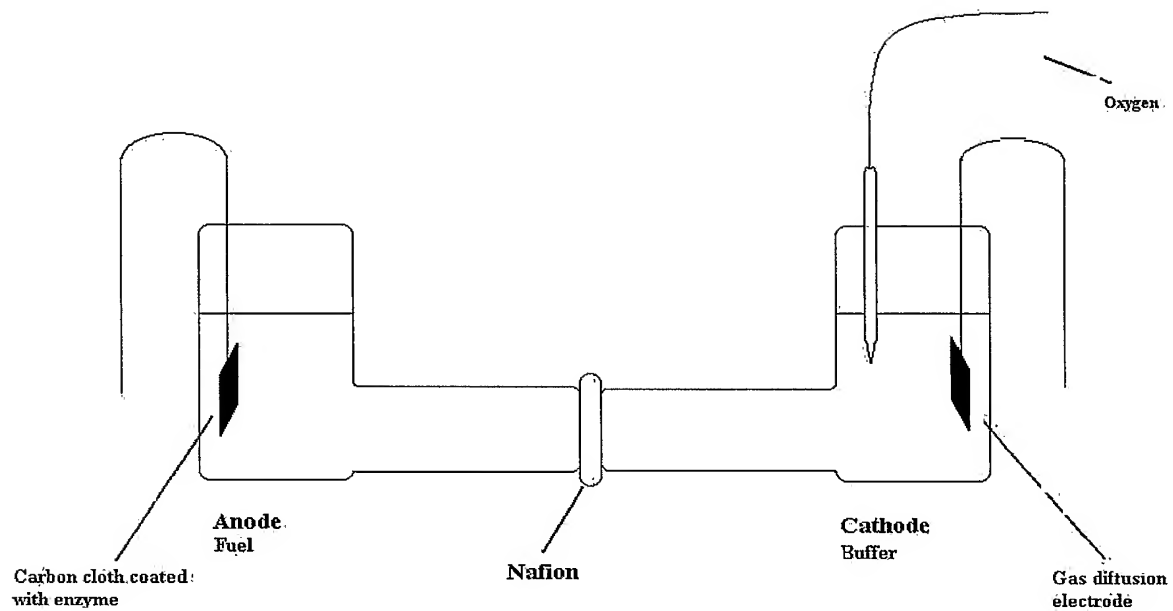 Oxygen
Anode
Fuel
Cathode
Buffer
Nafion
Carbon cloth coated
with enzyme
Gas diffusion
electrode